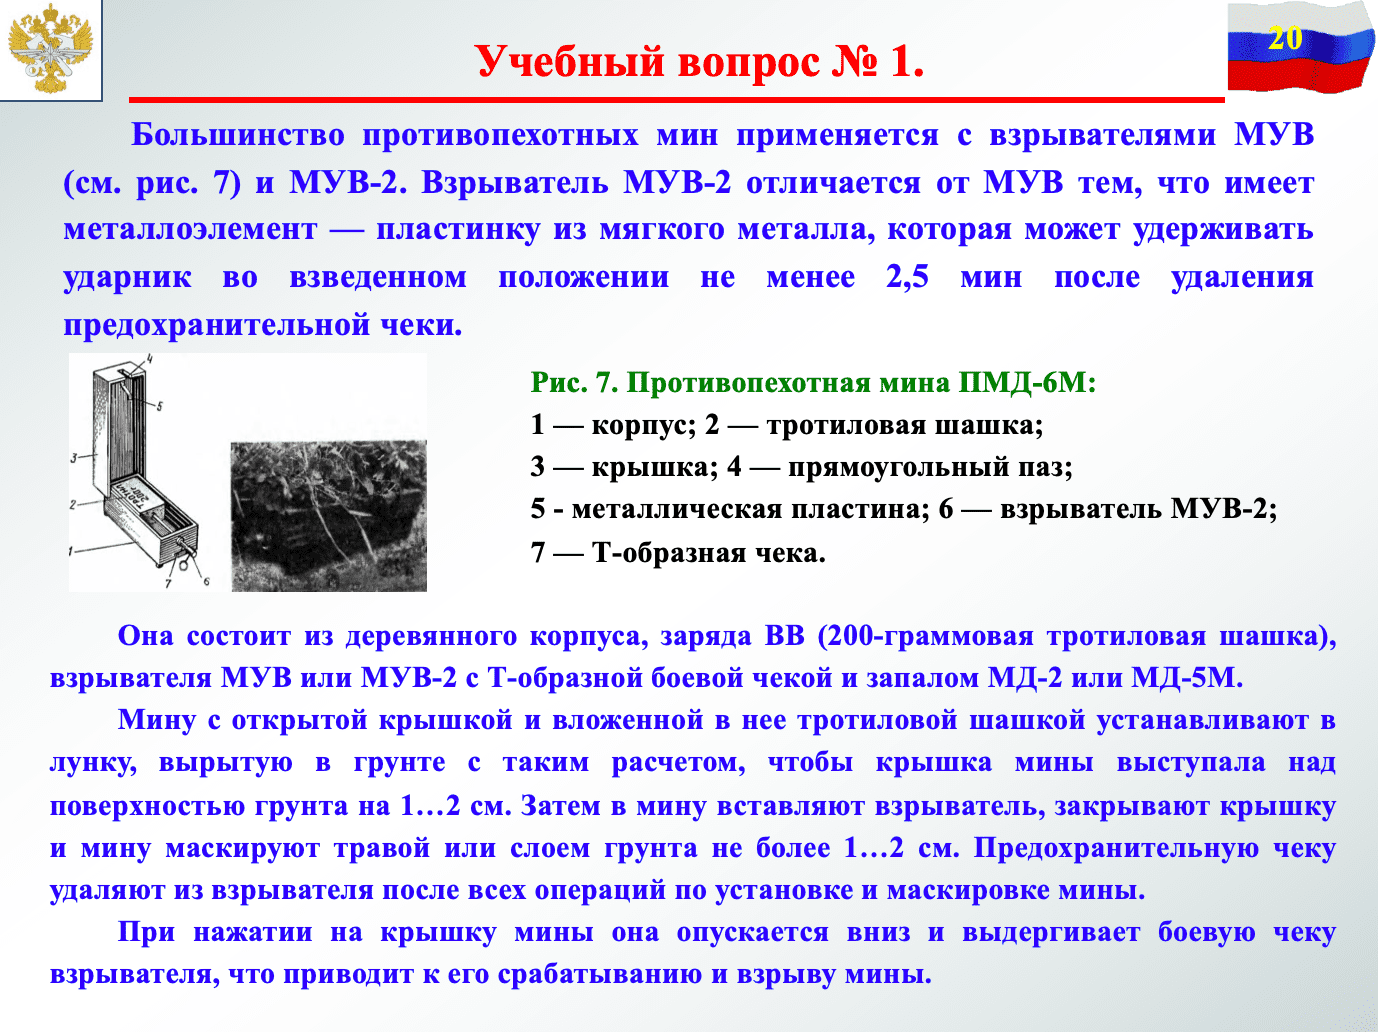 20
Учебный вопрос № 1.
Большинство противопехотных мин применяется с взрывателями МУВ
(см. рис. 7) и МУВ-2. Взрыватель МУВ-2 отличается от МУВ тем, что имеет
металлоэлемент — пластинку из мягкого металла, которая может удерживать
ударник во взведенном положении не менее 2,5 мин после удаления
предохранительной чеки.
4
5
3
ТРОТИЛ
200г
2
1
7
6
Рис. 7. Противопехотная мина ПМД-6М:
1 — корпус; 2 — тротиловая шашка;
3 — крышка; 4 — прямоугольный паз;
5 - металлическая пластина; 6 — взрыватель МУВ-2;
7 — Т-образная чека.
Она состоит из деревянного корпуса, заряда ВВ (200-граммовая тротиловая шашка),
взрывателя МУВ или МУВ-2 с Т-образной боевой чекой и запалом МД-2 или МД-5М.
Мину с открытой крышкой и вложенной в нее тротиловой шашкой устанавливают в
лунку, вырытую в грунте с таким расчетом, чтобы крышка мины выступала над
поверхностью грунта на 1…2 см. Затем в мину вставляют взрыватель, закрывают крышку
и мину маскируют травой или слоем грунта не более 1…2 см. Предохранительную чеку
удаляют из взрывателя после всех операций по установке и маскировке мины.
При нажатии на крышку мины она опускается вниз и выдергивает боевую чеку
взрывателя, что приводит к его срабатыванию и взрыву мины.